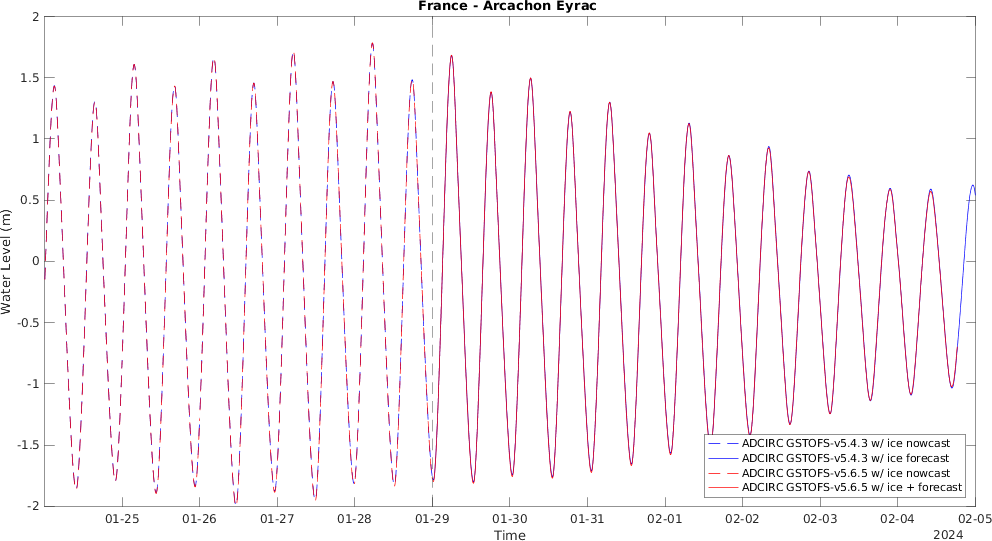 France - Arcachon Eyrac
2
1.5
1
0.5
0
-0.5
-1
-1.5
-2
Water Level (m)
ADCIRC GSTOFS-v5.4.3 w/ ice nowcast
ADCIRC GSTOFS-v5.4.3 w/ ice forecast
ADCIRC GSTOFS-v5.6.5 w/ ice nowcast
ADCIRC GSTOFS-v5.6.5 w/ ice + forecast
01-25 01-26 01-27 01-28 01-29 01-30 01-31 02-01 02-02 02-03 02-04 02-05
Time
2024